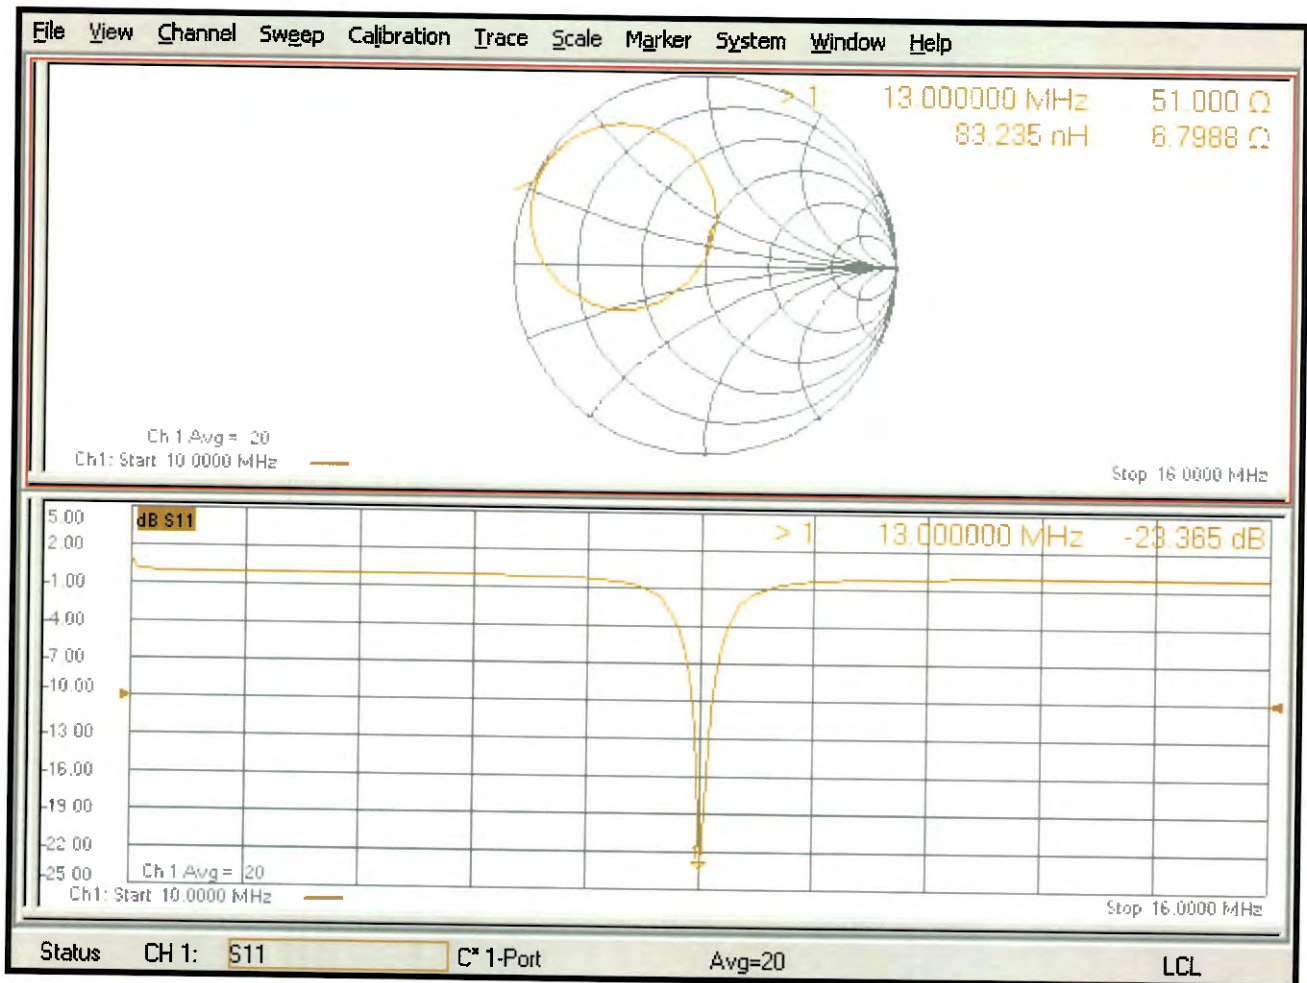 File View Channel Sweep Calibration Trace Scale Marker System Window Help
> 1: 13.000000 MHz 51.000 Ω
83.235 nH 6.7988 Ω
Ch 1 Avg = 20
Ch1: Start 10.0000 MHz
Stop 16.0000 MHz
dB S11
> 1: 13.000000 MHz -23.365 dB
5.00
2.00
-1.00
-4.00
-7.00
-10.00
-13.00
-16.00
-19.00
-22.00
-25.00
1
Ch 1 Avg = 20
Ch1: Start 10.0000 MHz
Stop 16.0000 MHz
Status CH 1: S11 C* 1-Port Avg=20 LCL